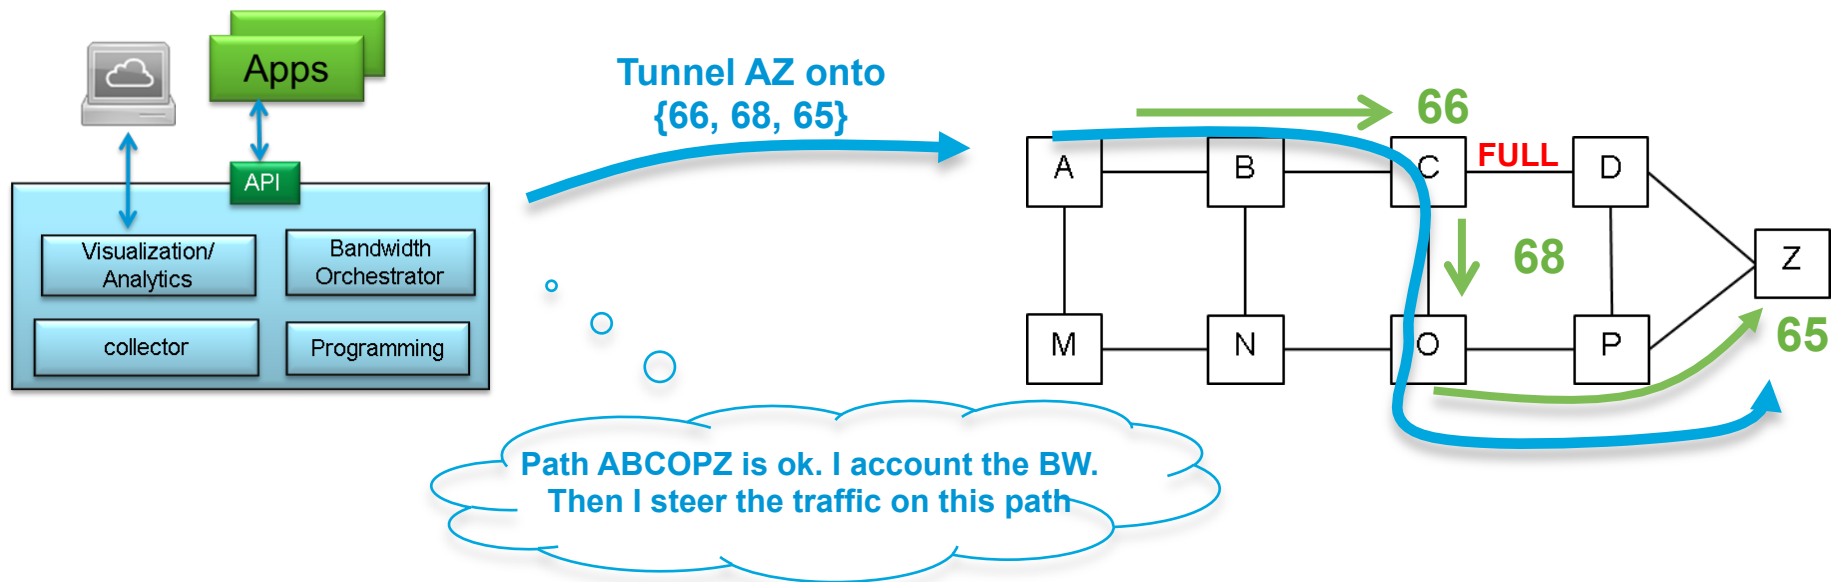 Apps
API
Visualization/
Analytics
Bandwidth
Orchestrator
collector
Programming
Tunnel AZ onto
{66, 68, 65}
Path ABCOPZ is ok. I account the BW.
Then I steer the traffic on this path
66
A
B
C
FULL
D
68
Z
M
N
O
P
65